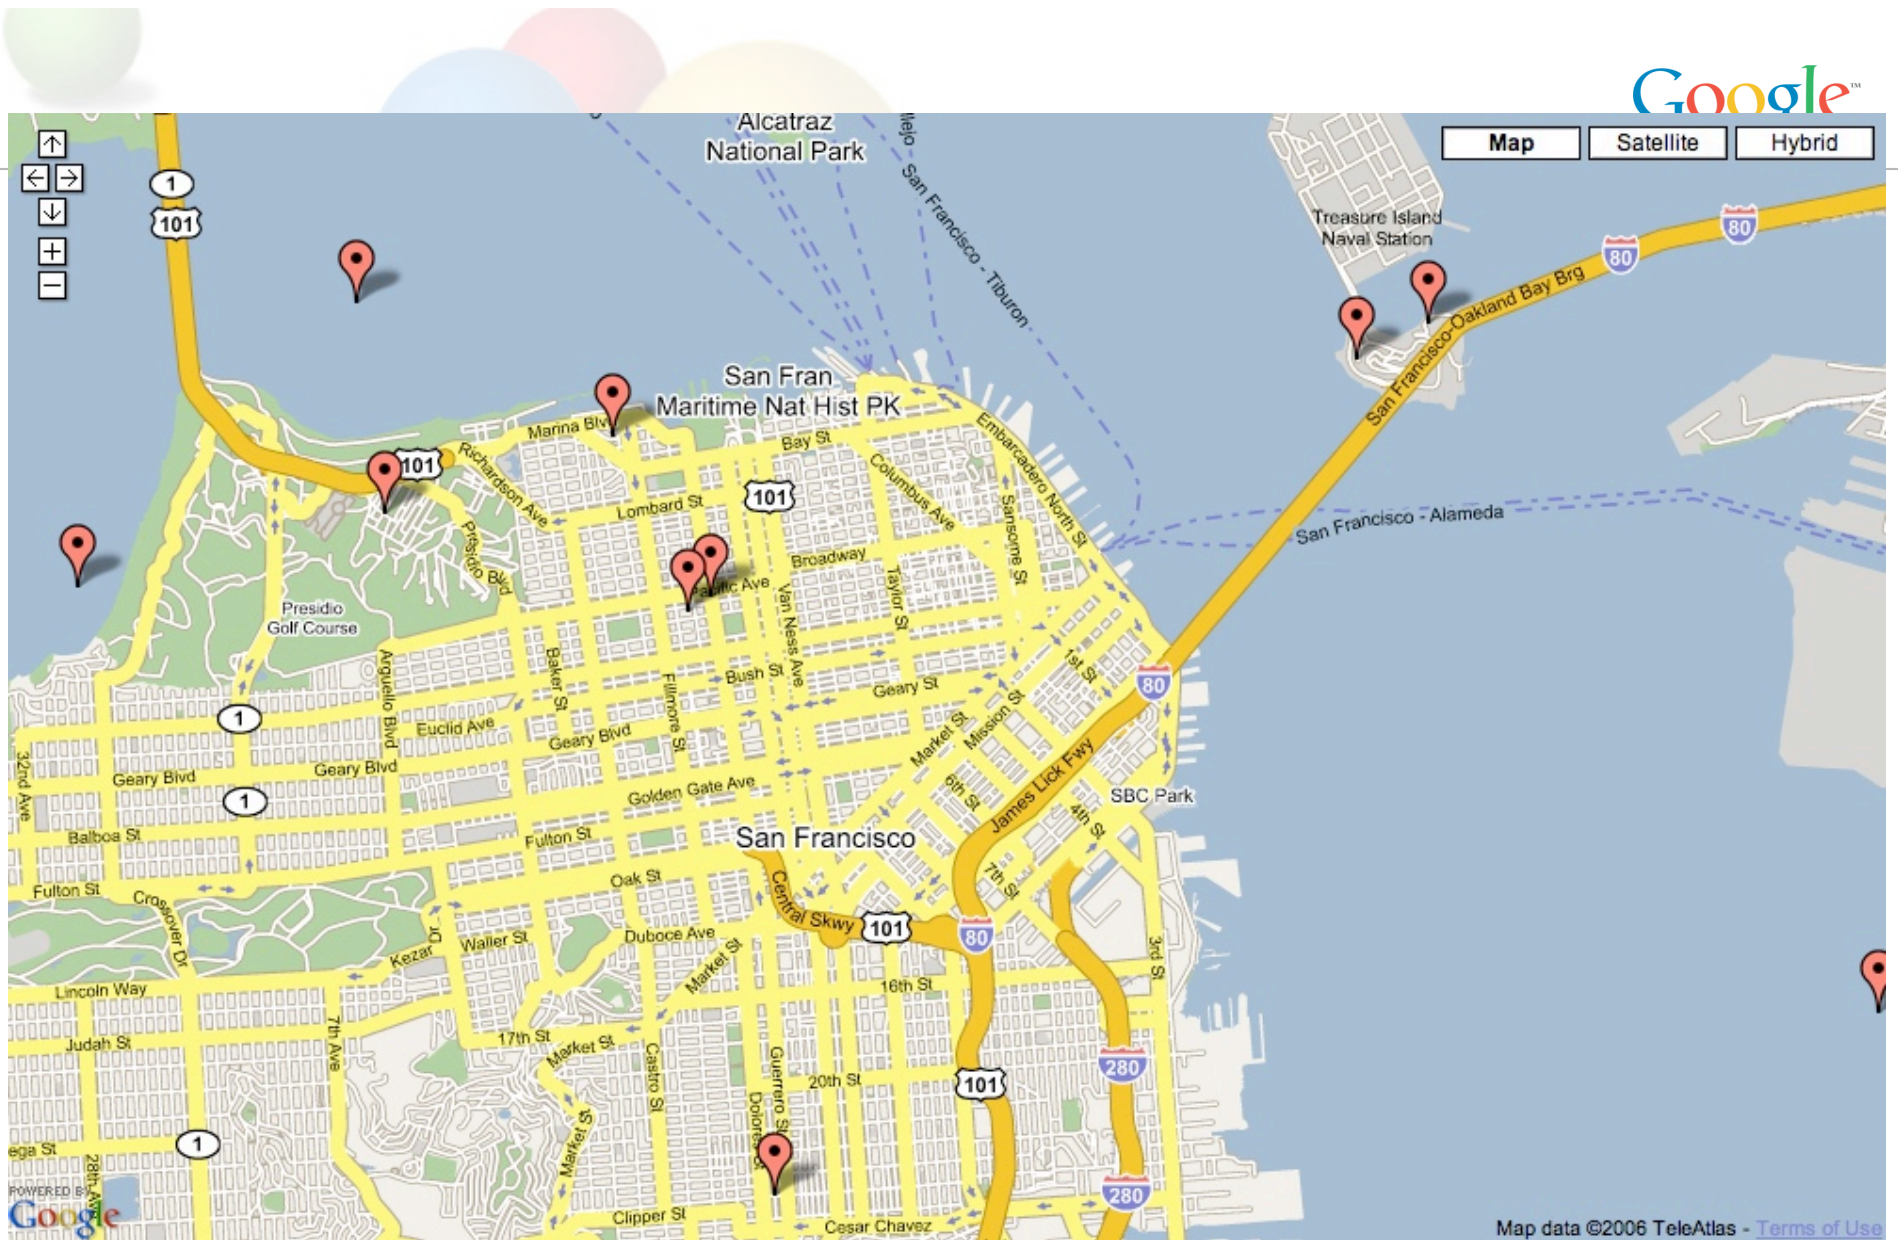 Google™
Alcatraz
National Park
Map
Satellite
Hybrid
1
101
San Francisco - Tiburon
Treasure Island
Naval Station
80
80
San Francisco-Oakland Bay Brg
San Fran
Maritime Nat Hist PK
Marina Blv
Bay St
Embarcadero North St
101
Richardson Ave
Columbus Ave
101
Lombard St
Sansome St
San Francisco - Alameda
Presidio Blvd
Broadway
Pacific Ave
Taylor St
Van Ness Ave
Presidio
Golf Course
Arguello Blvd
Baker St
Fillmore St
Bush St
Geary St
1st St
80
1
Euclid Ave
Geary Blvd
Market St
Mission St
32nd Ave
Geary Blvd
Geary Blvd
James Lick Fwy
1
Golden Gate Ave
6th St
4th St
SBC Park
Balboa St
Fulton St
San Francisco
Fulton St
Crossover Dr
Oak St
Central Skwy
7th St
101
80
Kezar Dr
Waller St
Duboce Ave
Market St
3rd St
Lincoln Way
16th St
Judah St
7th Ave
17th St
Market St
Castro St
Guerrero St
20th St
101
280
Dolores St
Market St
1
ega St
28th Ave
280
POWERED BY
Google
Clipper St
Cesar Chavez
Map data ©2006 TeleAtlas - Terms of Use